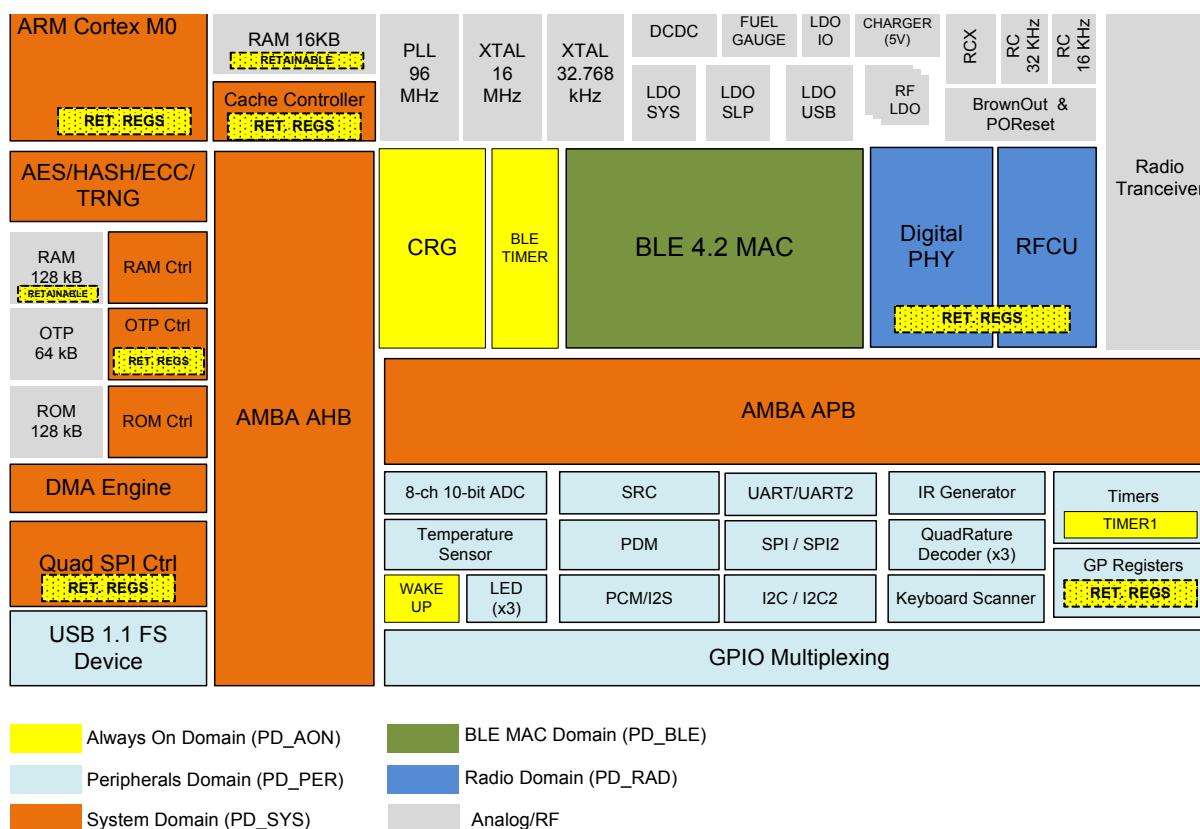 ARM Cortex M0
RET. REGS
RAM 16KB
RETAINABLE
Cache Controller
RET. REGS
PLL
96
MHz
XTAL
16
MHz
XTAL
32.768
kHz
DCDC
FUEL
GAUGE
LDO
IO
CHARGER
(5V)
LDO
SYS
LDO
SLP
LDO
USB
RF
LDO
RCX
RC
32 KHz
RC
16 KHz
BrownOut &
POReset
Radio
Tranceiver
AES/HASH/ECC/
TRNG
RAM
128 kB
RETAINABLE
RAM Ctrl
OTP
64 kB
OTP Ctrl
RET. REGS
ROM
128 kB
ROM Ctrl
DMA Engine
Quad SPI Ctrl
RET. REGS
USB 1.1 FS
Device
AMBA AHB
CRG
BLE
TIMER
BLE 4.2 MAC
Digital
PHY
RFCU
RET. REGS
AMBA APB
8-ch 10-bit ADC
SRC
UART/UART2
IR Generator
Timers
TIMER1
Temperature
Sensor
PDM
SPI / SPI2
QuadRature
Decoder (x3)
GP Registers
RET. REGS
WAKE
UP
LED
(x3)
PCM/I2S
I2C / I2C2
Keyboard Scanner
GPIO Multiplexing
Always On Domain (PD_AON)
BLE MAC Domain (PD_BLE)
Peripherals Domain (PD_PER)
Radio Domain (PD_RAD)
System Domain (PD_SYS)
Analog/RF